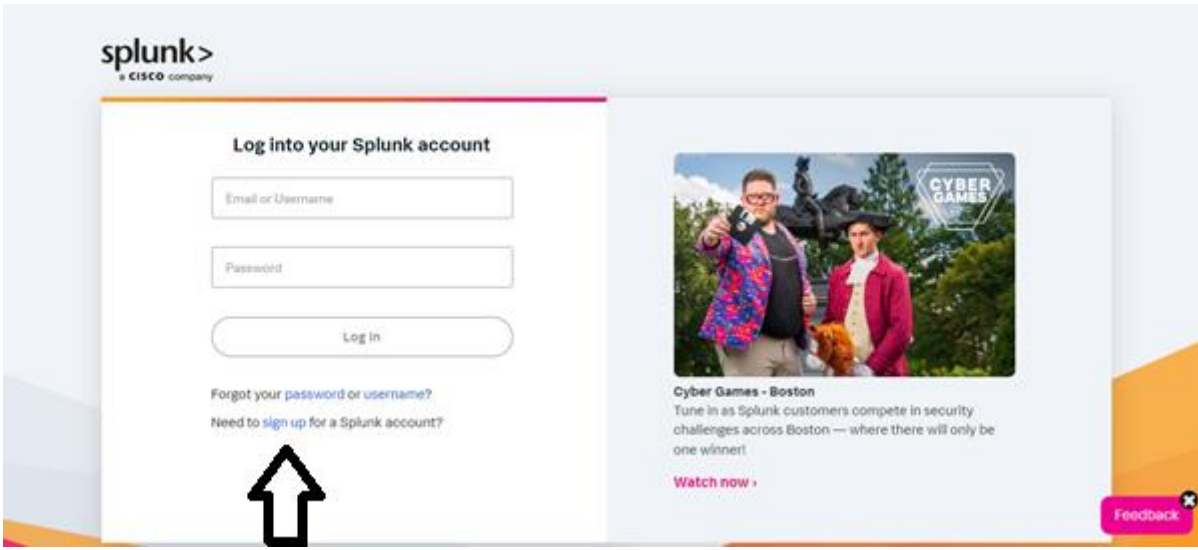 splunk>
a CISCO company
Log into your Splunk account
Email or Username
Password
Log In
Forgot your password or username?
Need to sign up for a Splunk account?
CYBER
GAMES
Cyber Games - Boston
Tune in as Splunk customers compete in security
challenges across Boston — where there will only be
one winner!
Watch now ›
Feedback